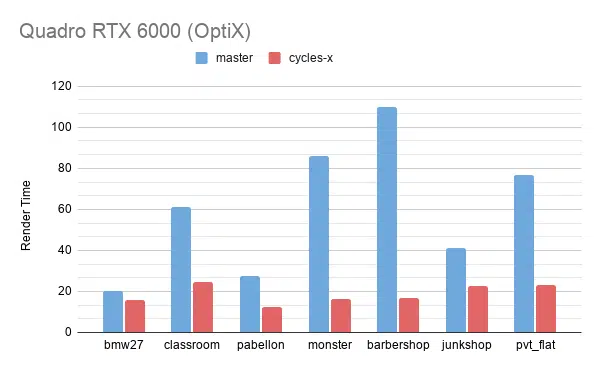 Quadro RTX 6000 (OptiX)
master cycles-x
120
100
80
60
40
20
0
Render Time
bmw27 classroom pabellon monster barbershop junkshop pvt_flat